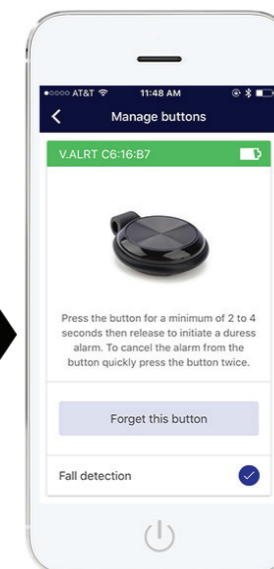 AT&T 11:48 AM
Manage buttons
V.ALRT C6:16:B7
Press the button for a minimum of 2 to 4
seconds then release to initiate a duress
alarm. To cancel the alarm from the
button quickly press the button twice.
Forget this button
Fall detection